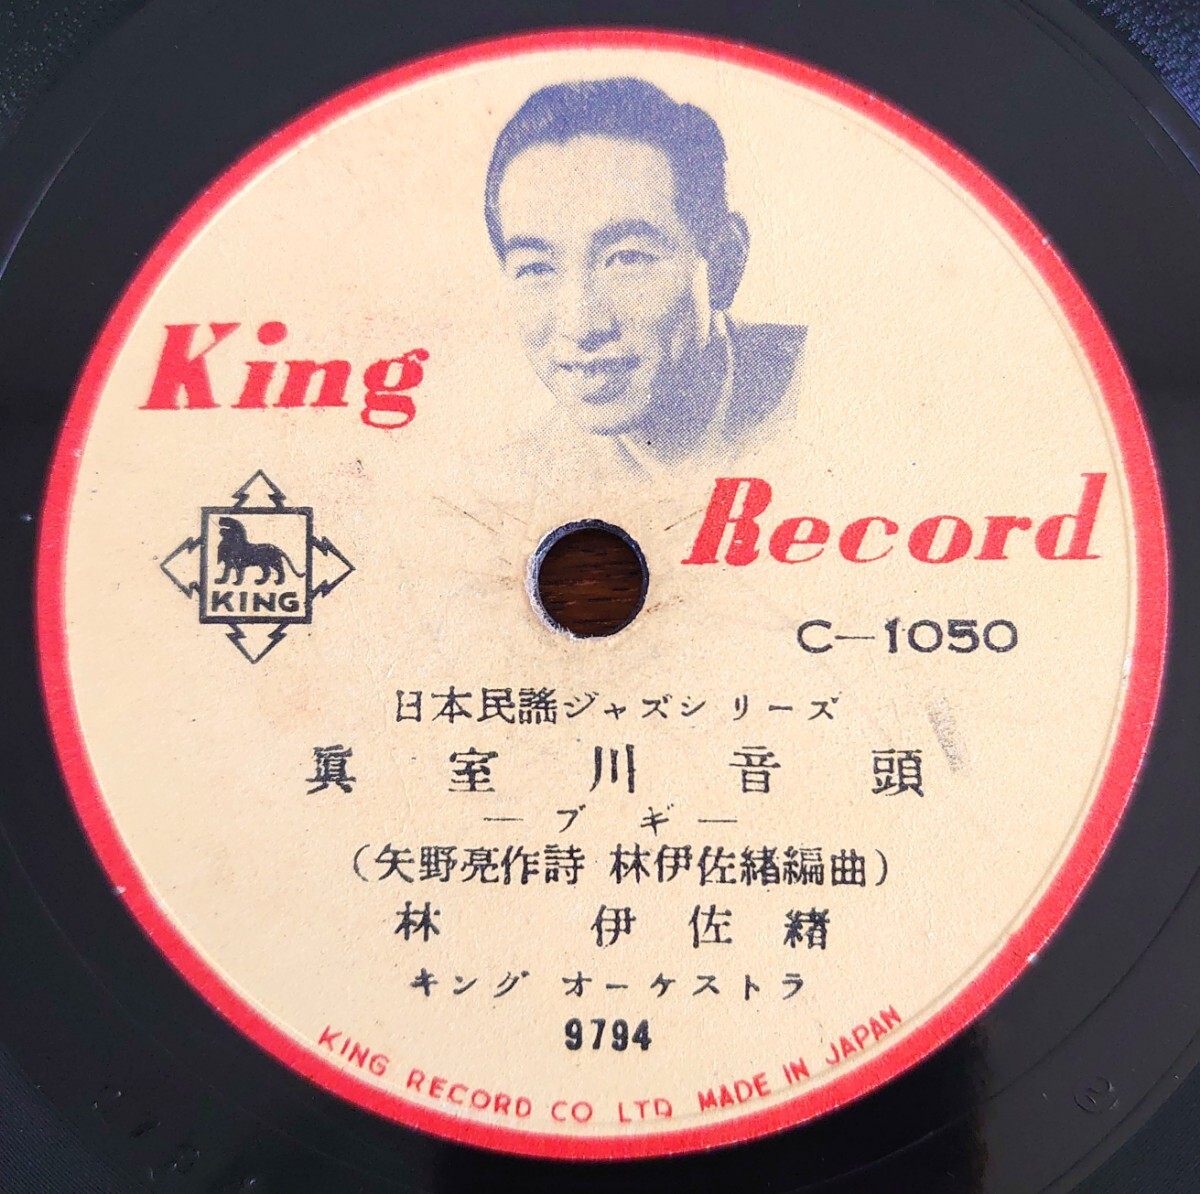 King
Record
KING
C-1050
日本民謡ジャズシリーズ
眞室川音頭
―ブギ―
(矢野亮作詩 林伊佐緒編曲)
林 伊佐緒
キング オーケストラ
9794
KING RECORD CO LTD MADE IN JAPAN